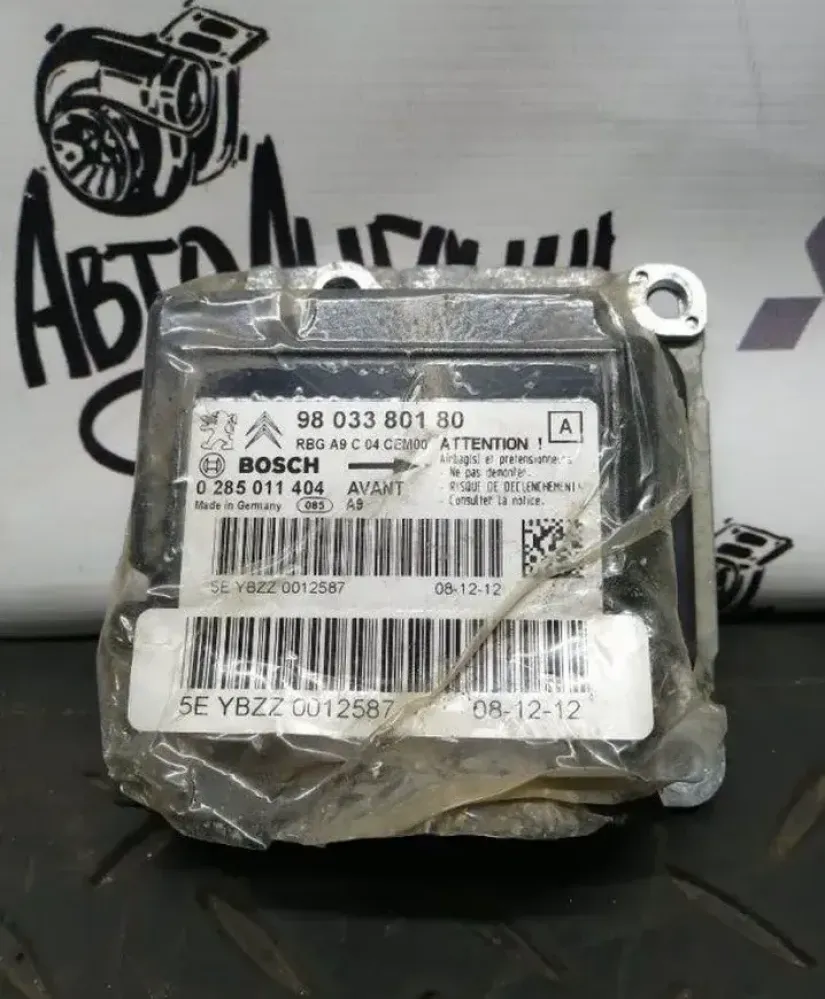 АВТО
98 033 801 80
A
RBG A9 C 04 CEM00 ATTENTION !
BOSCH
Airbag(s) et pretensionneurs
Ne pas demonter.
0 285 011 404 AVANT
RISQUE DE DECLENCHEMENT
Made in Germany 085 A9
Consulter la notice.
5E YBZZ 0012587 08-12-12
5E YBZZ 0012587 08-12-12